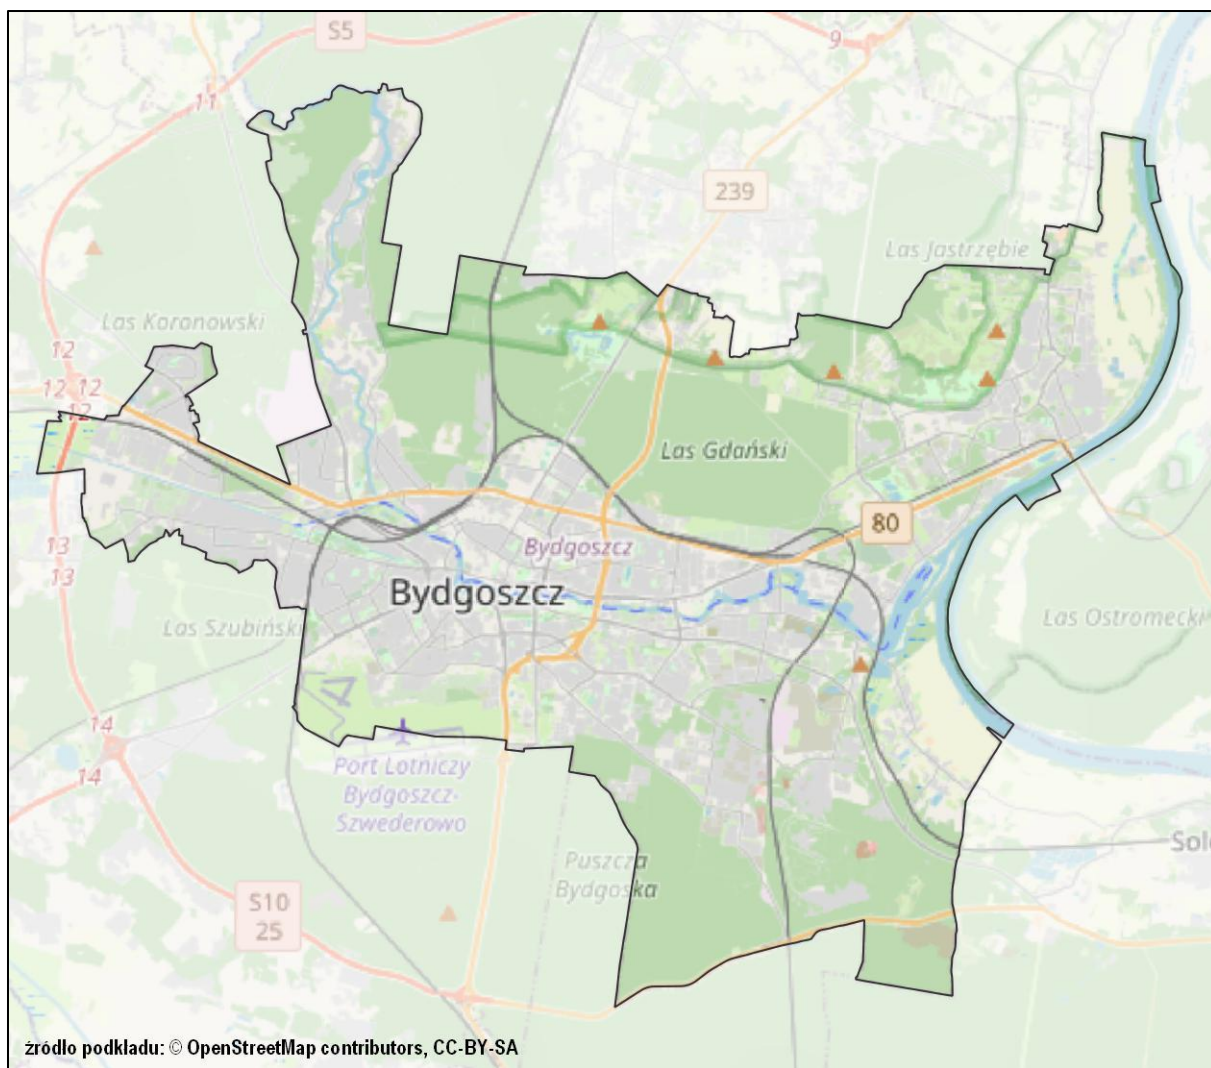 S5
9
11
239
Las Jastrzębie
Las Koronowski
12
12
12
12
Las Gdański
80
13
13
Bydgoszcz
Bydgoszcz
Las Szubiński
Las Ostromecki
14
14
Port Lotniczy
Bydgoszcz-
Szwederowo
Puszcza
Bydgoska
Sol
S10
25
źródlo podkładu: © OpenStreetMap contributors, CC-BY-SA